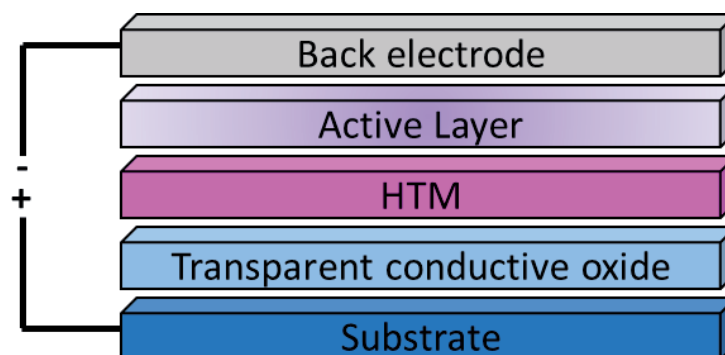 Back electrode
Active Layer
-
+
HTM
Transparent conductive oxide
Substrate